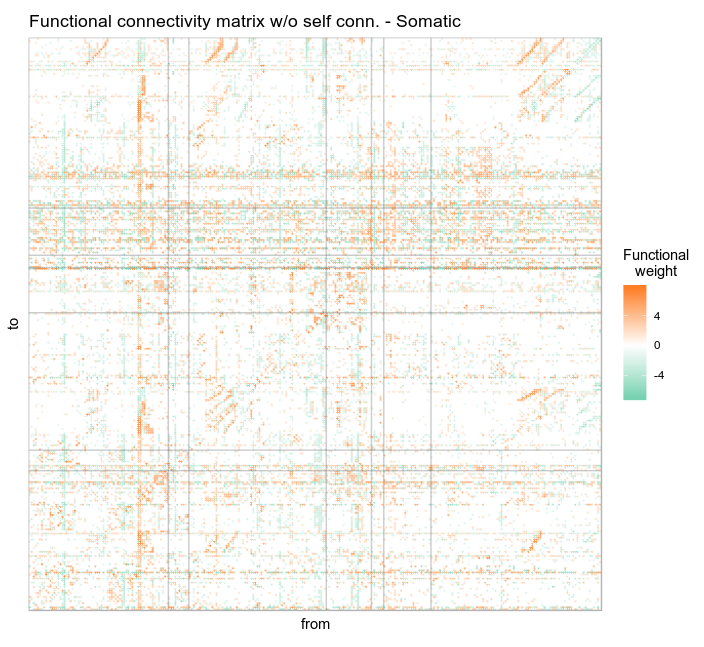 Functional connectivity matrix w/o self conn. - Somatic
to
from
Functional
weight
4
0
-4